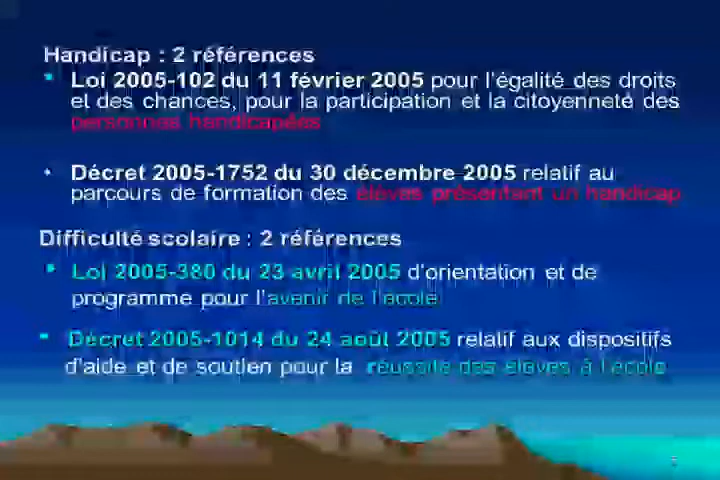 Handicap : 2 références
• Loi 2005-102 du 11 février 2005 pour l'égalité des droits
et des chances, pour la participation et la citoyenneté des
personnes handicapées
• Décret 2005-1752 du 30 décembre 2005 relatif au
parcours de formation des élèves présentant un handicap
Difficulté scolaire : 2 références
• Loi 2005-380 du 23 avril 2005 d'orientation et de
programme pour l'avenir de l'école
• Décret 2005-1014 du 24 août 2005 relatif aux dispositifs
d'aide et de soutien pour la réussite des élèves à l'école